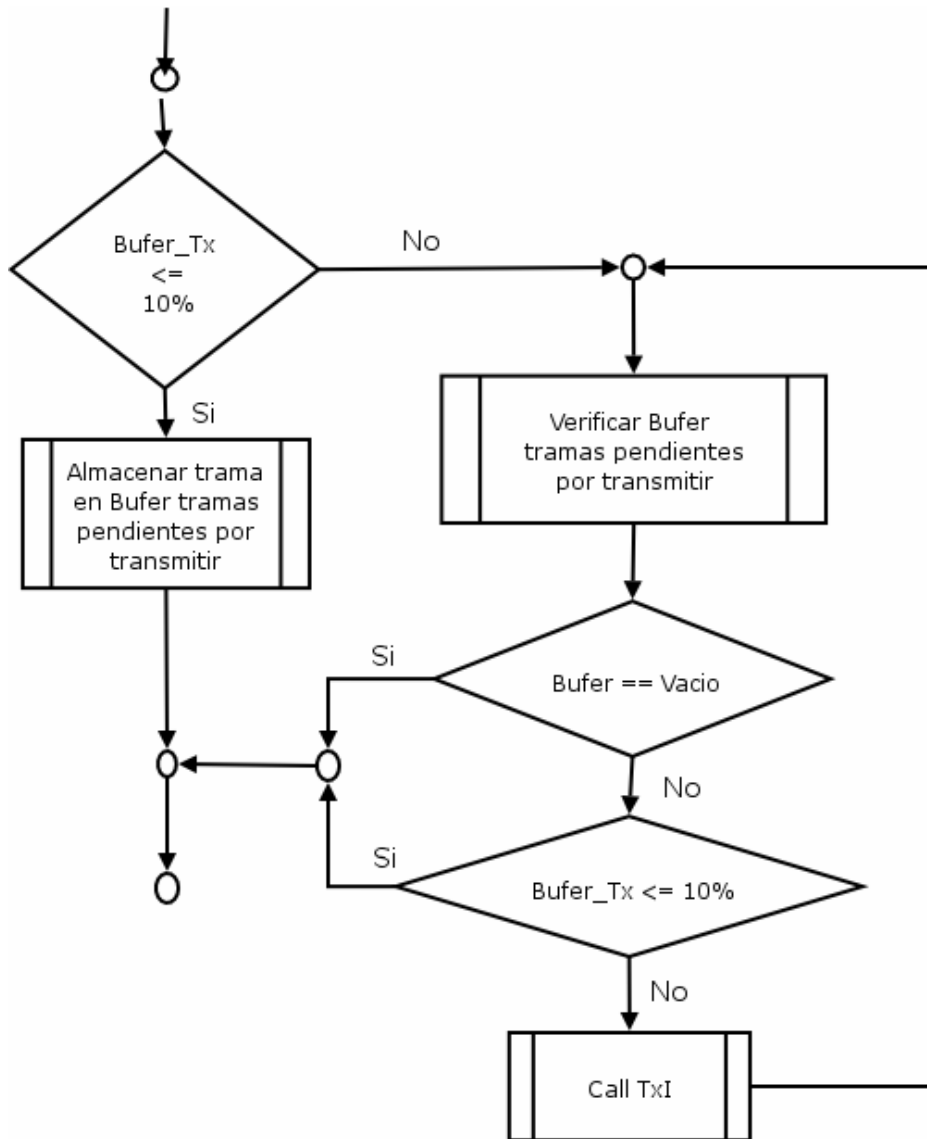 Bufer_Tx
<=
10%
No
Si
Almacenar trama
en Bufer tramas
pendientes por
transmitir
Verificar Bufer
tramas pendientes
por transmitir
Si
Bufer == Vacio
No
Si
Bufer_Tx <= 10%
No
Call TxI